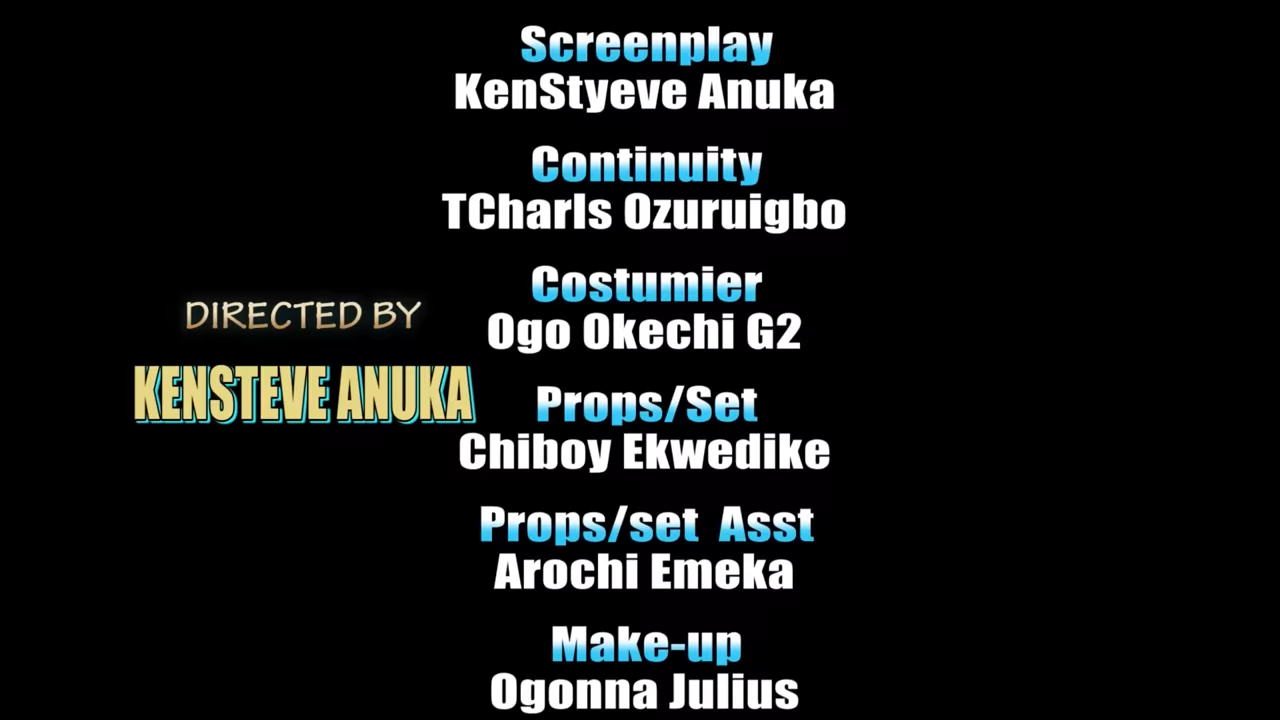 Screenplay
KenStyeve Anuka
Continuity
TCharls Ozuruigbo
Costumier
Ogo Okechi G2
DIRECTED BY
KENSTEVE ANUKA
Props/Set
Chiboy Ekwedike
Props/set Asst
Arochi Emeka
Make-up
Ogonna Julius